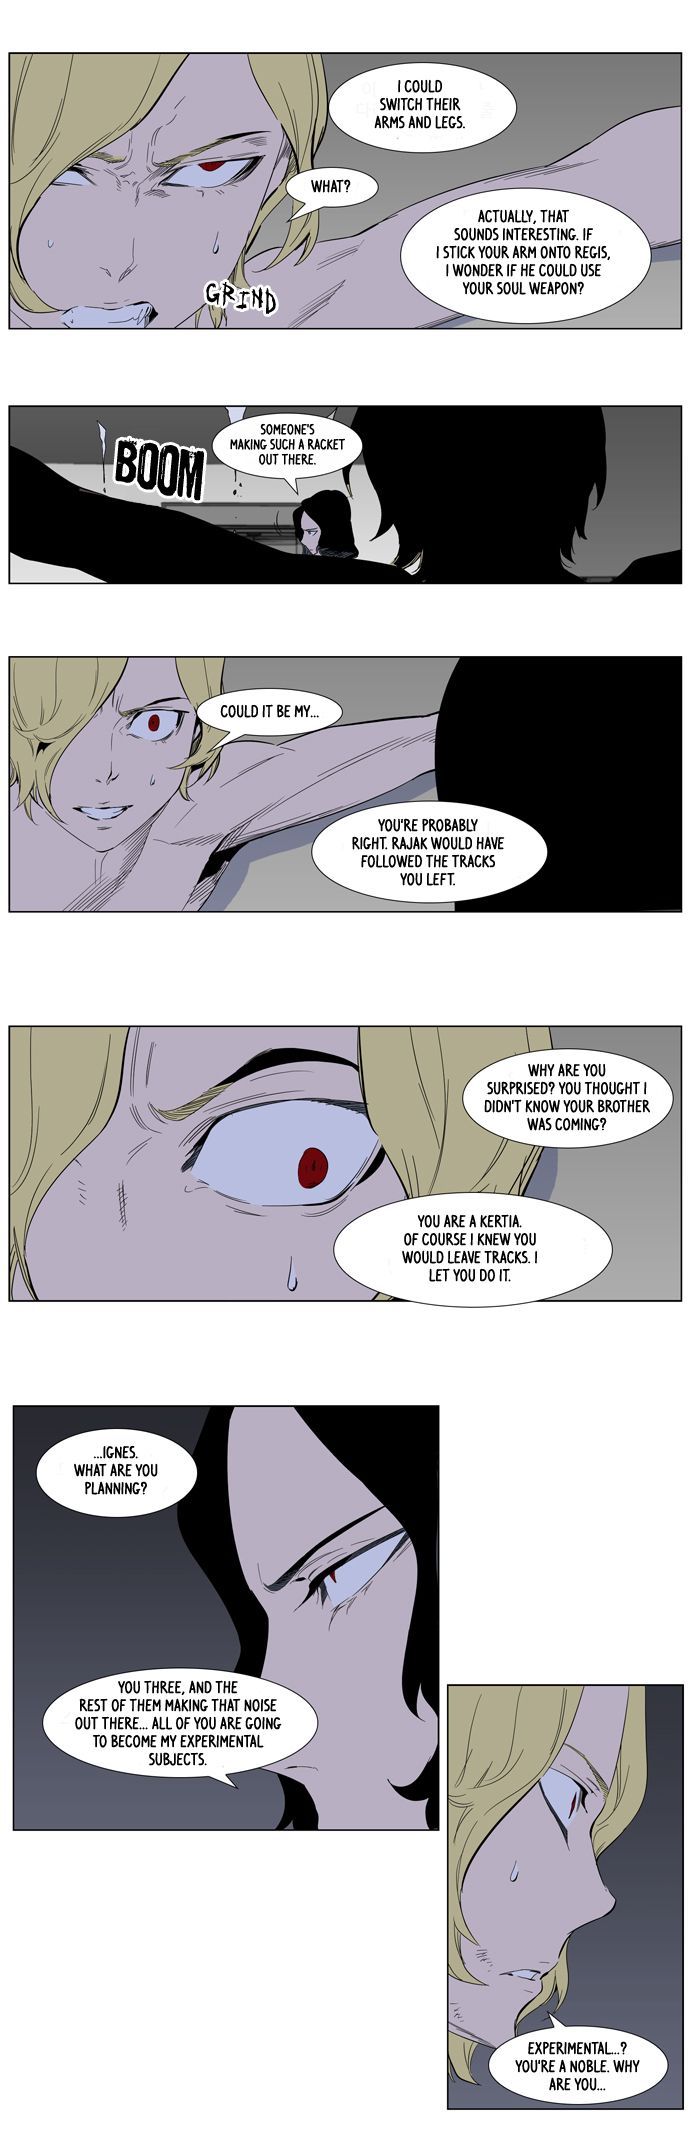 I COULD
SWITCH THEIR
ARMS AND LEGS.
WHAT?
ACTUALLY, THAT
SOUNDS INTERESTING. IF
I STICK YOUR ARM ONTO REGIS,
I WONDER IF HE COULD USE
YOUR SOUL WEAPON?
GRIND
SOMEONE'S
MAKING SUCH A RACKET
OUT THERE.
BOOM
COULD IT BE MY...
YOU'RE PROBABLY
RIGHT. RAJAK WOULD HAVE
FOLLOWED THE TRACKS
YOU LEFT.
WHY ARE YOU
SURPRISED? YOU THOUGHT I
DIDN'T KNOW YOUR BROTHER
WAS COMING?
YOU ARE A KERTIA.
OF COURSE I KNEW YOU
WOULD LEAVE TRACKS. I
LET YOU DO IT.
...IGNES.
WHAT ARE YOU
PLANNING?
YOU THREE, AND THE
REST OF THEM MAKING THAT NOISE
OUT THERE... ALL OF YOU ARE GOING
TO BECOME MY EXPERIMENTAL
SUBJECTS.
EXPERIMENTAL...?
YOU'RE A NOBLE. WHY
ARE YOU...